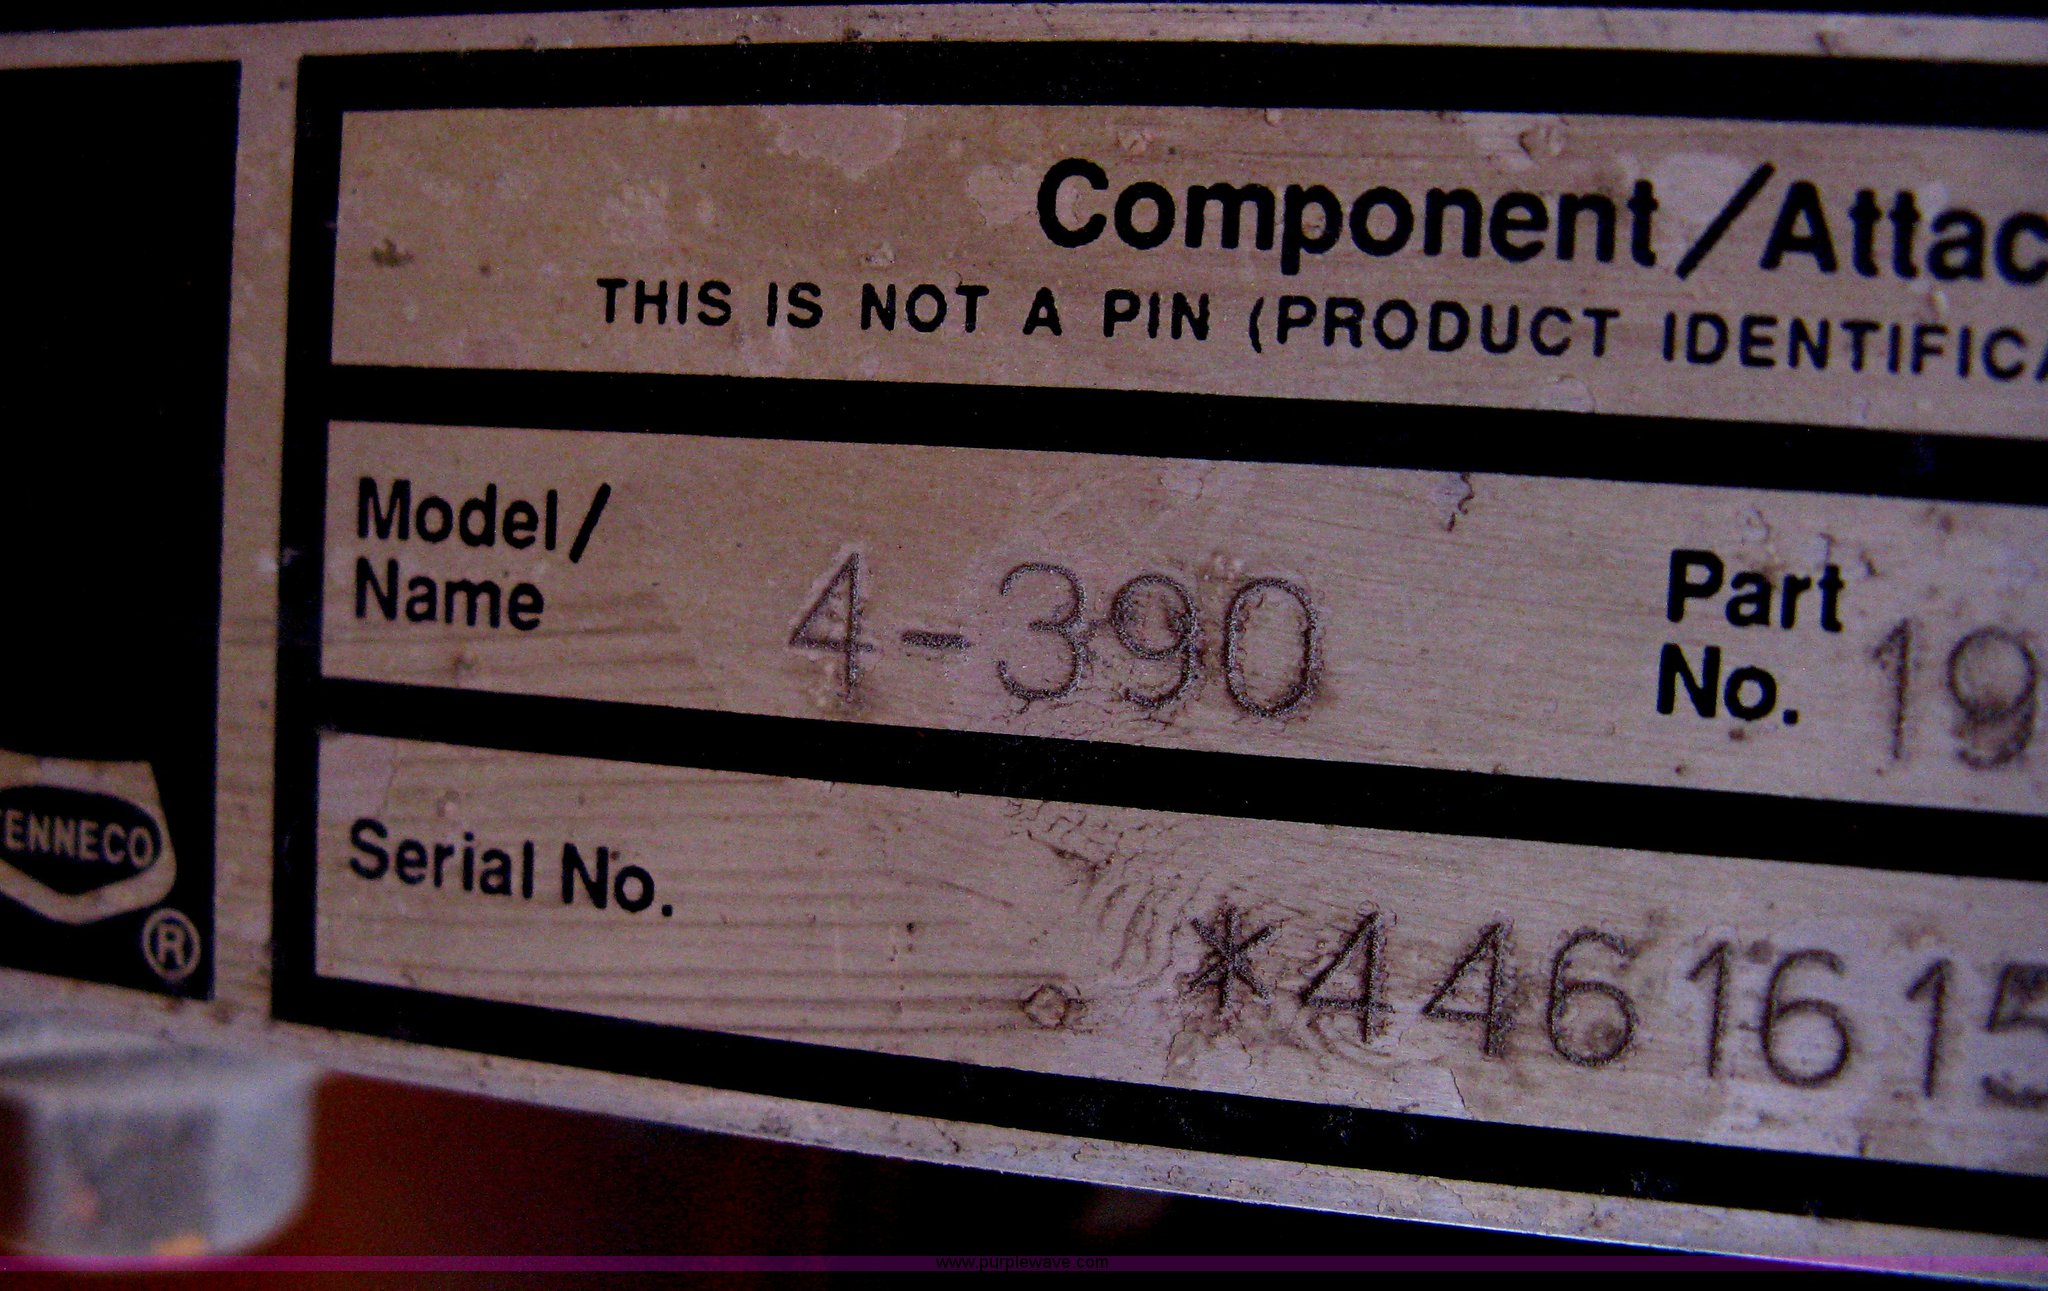 Component/Attac
THIS IS NOT A PIN (PRODUCT IDENTIFICA
Model/
Name
4-390
Part
No.
19
Serial No.
*4461615
TENNECO
®
www.purplewave.com